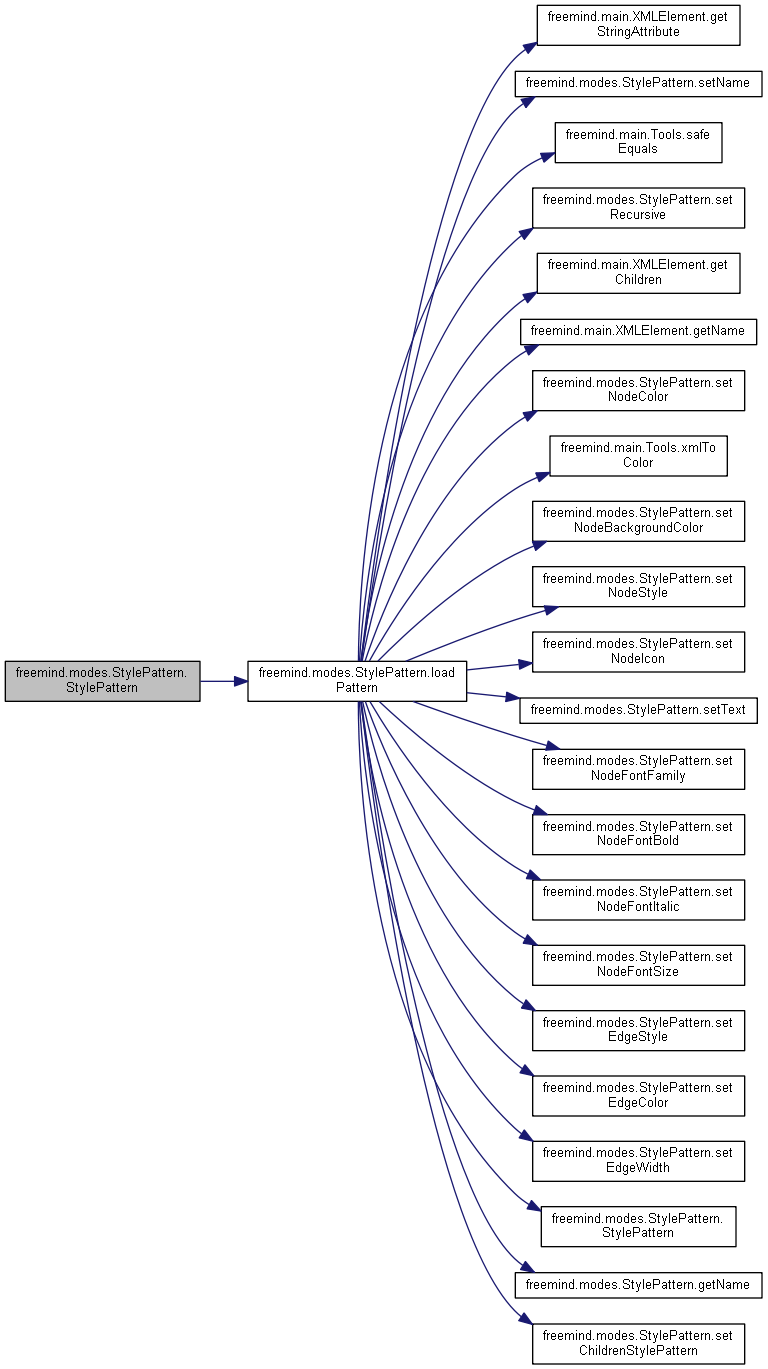 freemind.main.XMLElement.get
StringAttribute
freemind.modes.StylePattern.setName
freemind.main.Tools.safe
Equals
freemind.modes.StylePattern.set
Recursive
freemind.main.XMLElement.get
Children
freemind.main.XMLElement.getName
freemind.modes.StylePattern.set
NodeColor
freemind.main.Tools.xmlTo
Color
freemind.modes.StylePattern.set
NodeBackgroundColor
freemind.modes.StylePattern.set
NodeStyle
freemind.modes.StylePattern.
StylePattern
freemind.modes.StylePattern.load
Pattern
freemind.modes.StylePattern.set
NodeIcon
freemind.modes.StylePattern.setText
freemind.modes.StylePattern.set
NodeFontFamily
freemind.modes.StylePattern.set
NodeFontBold
freemind.modes.StylePattern.set
NodeFontItalic
freemind.modes.StylePattern.set
NodeFontSize
freemind.modes.StylePattern.set
EdgeStyle
freemind.modes.StylePattern.set
EdgeColor
freemind.modes.StylePattern.set
EdgeWidth
freemind.modes.StylePattern.
StylePattern
freemind.modes.StylePattern.getName
freemind.modes.StylePattern.set
ChildrenStylePattern